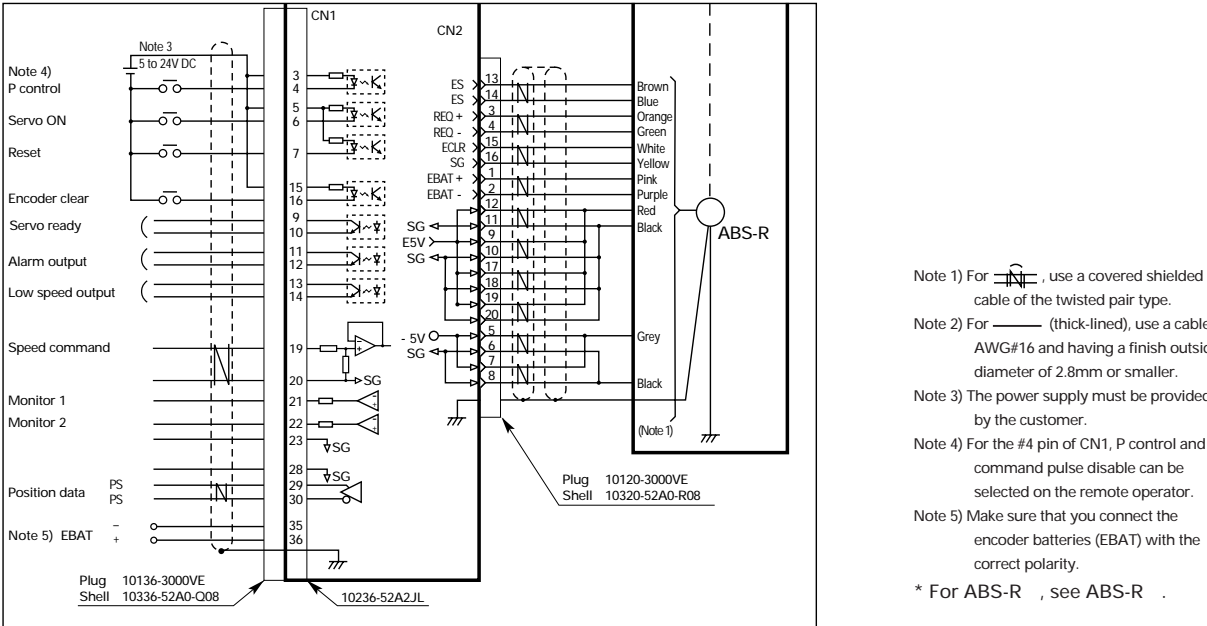 CN1
CN2
Note 3
5 to 24V DC
Note 4)
P control
Servo ON
Reset
Encoder clear
Servo ready
Alarm output
Low speed output
Speed command
Monitor 1
Monitor 2
Position data PS
PS
Note 5) EBAT −
+
3
4
5
6
7
15
16
9
10
11
12
13
14
19
20
21
22
23
28
29
30
35
36
SG
SG
SG
ES 13 Brown
ES 14 Blue
REQ + 3 Orange
REQ - 4 Green
ECLR 15 White
SG 16 Yellow
EBAT + 1 Pink
EBAT - 2 Purple
12 Red
SG 11 Black
E5V 9
SG 10
17
18
19
20
- 5V 5 Grey
SG 6
7
8 Black
ABS-R
(Note 1)
Plug 10120-3000VE
Shell 10320-52A0-R08
Plug 10136-3000VE
Shell 10336-52A0-Q08
10236-52A2JL
Note 1) For , use a covered shielded
cable of the twisted pair type.
Note 2) For (thick-lined), use a cable
AWG#16 and having a finish outsid
diameter of 2.8mm or smaller.
Note 3) The power supply must be provided
by the customer.
Note 4) For the #4 pin of CN1, P control and
command pulse disable can be
selected on the remote operator.
Note 5) Make sure that you connect the
encoder batteries (EBAT) with the
correct polarity.
* For ABS-R , see ABS-R .